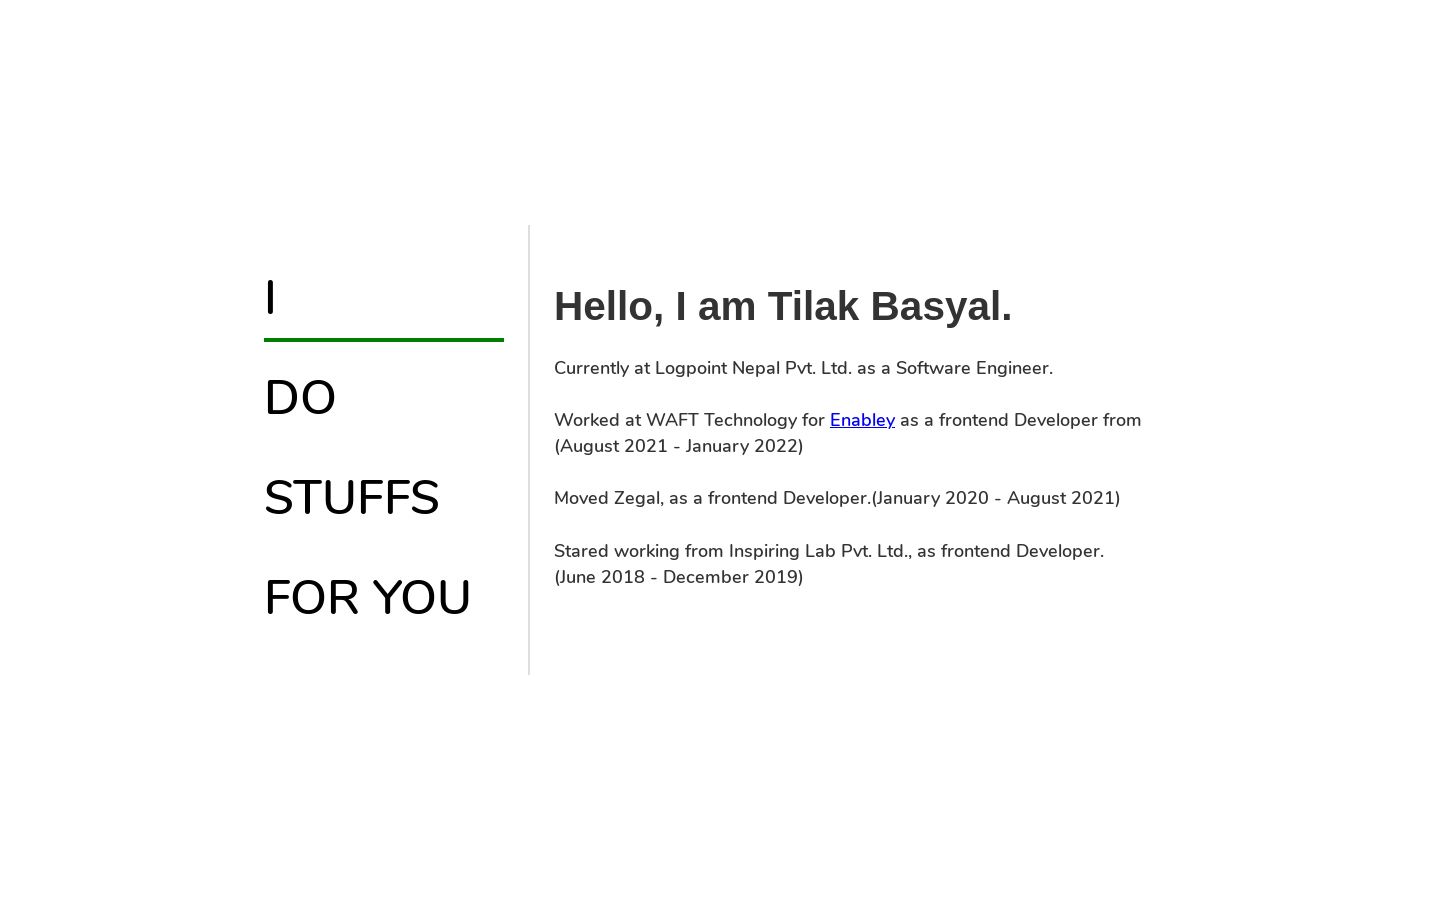 I
DO
STUFFS
FOR YOU
Hello, I am Tilak Basyal.
Currently at Logpoint Nepal Pvt. Ltd. as a Software Engineer.
Worked at WAFT Technology for Enabley as a frontend Developer from
(August 2021 - January 2022)
Moved Zegal, as a frontend Developer.(January 2020 - August 2021)
Stared working from Inspiring Lab Pvt. Ltd., as frontend Developer.
(June 2018 - December 2019)